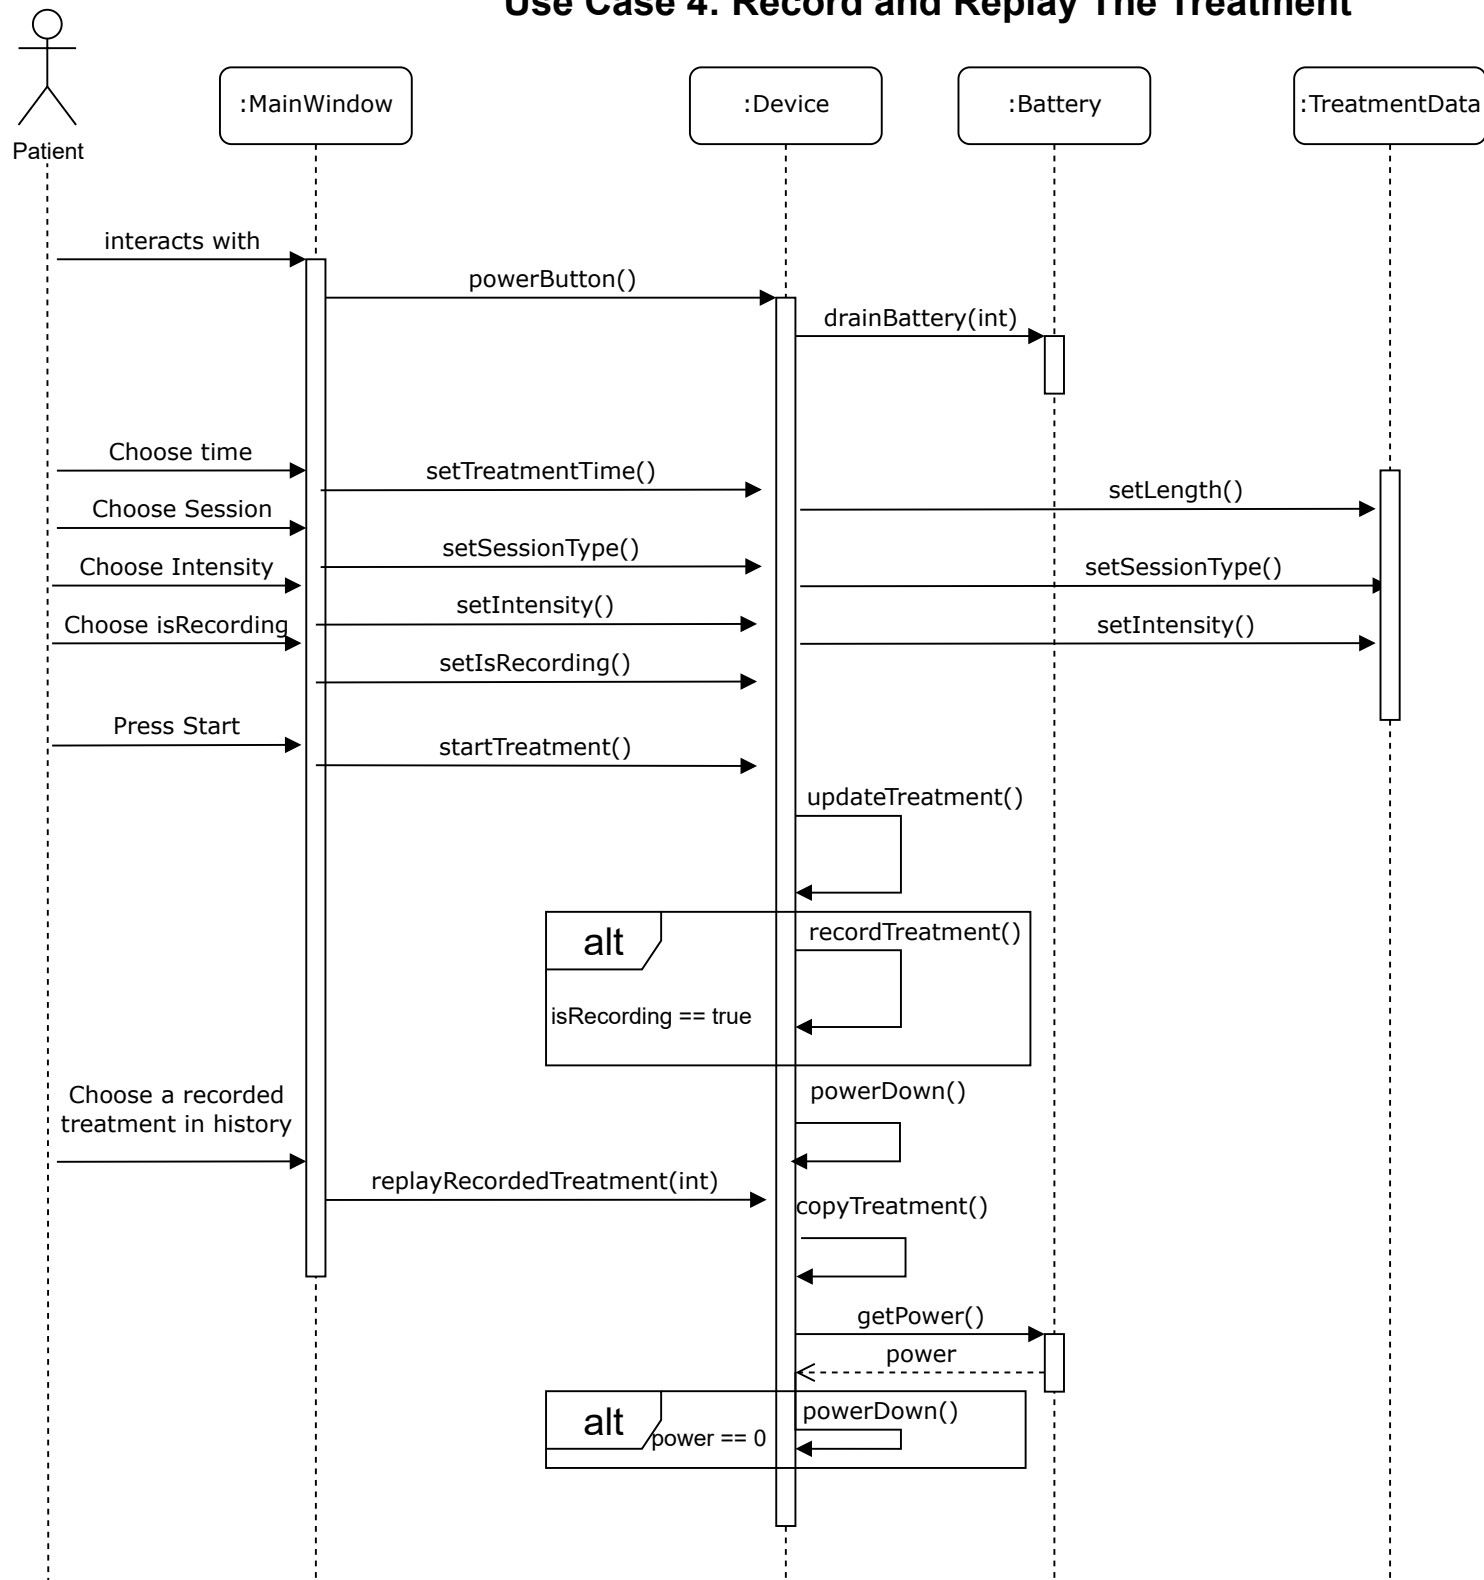 Use Case 4: Record and Replay The Treatment
Patient
:MainWindow
:Device
:Battery
:TreatmentData
interacts with
powerButton()
drainBattery(int)
Choose time
setTreatmentTime()
setLength()
Choose Session
setSessionType()
setSessionType()
Choose Intensity
setIntensity()
setIntensity()
Choose isRecording
setIsRecording()
Press Start
startTreatment()
updateTreatment()
alt
recordTreatment()
isRecording == true
powerDown()
Choose a recorded
treatment in history
replayRecordedTreatment(int)
copyTreatment()
getPower()
power
alt
powerDown()
power == 0